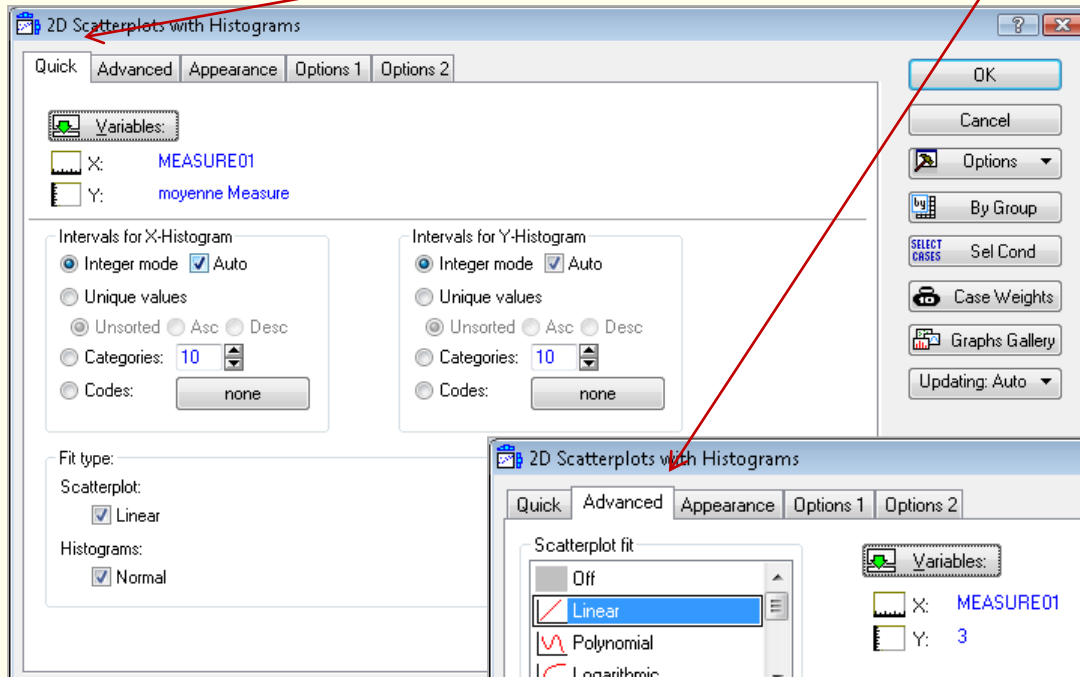 2D Scatterplots with Histograms
Quick Advanced Appearance Options 1 Options 2
OK
Cancel
Options
by By Group
SELECT CASES Sel Cond
Case Weights
Graphs Gallery
Updating: Auto
Variables:
X: MEASURE01
Y: moyenne Measure
Intervals for X-Histogram
Integer mode Auto
Unique values
Unsorted Asc Desc
Categories: 10
Codes: none
Intervals for Y-Histogram
Integer mode Auto
Unique values
Unsorted Asc Desc
Categories: 10
Codes: none
Fit type:
Scatterplot:
Linear
Histograms:
Normal
2D Scatterplots with Histograms
Quick Advanced Appearance Options 1 Options 2
Scatterplot fit
Off
Linear
Polynomial
Logarithmic
Variables:
X: MEASURE01
Y: 3